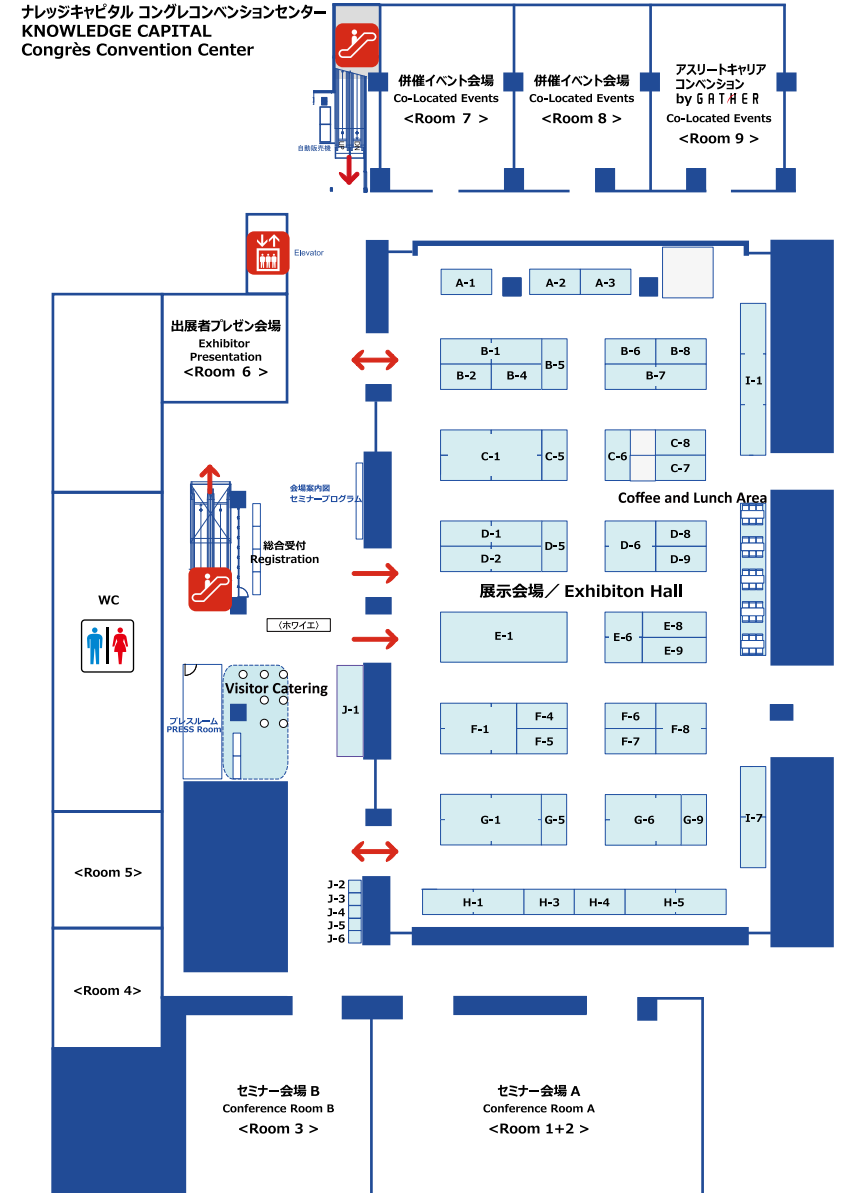 ナレッジキャピタル コングレコンベンションセンター
KNOWLEDGE CAPITAL
Congrès Convention Center
併催イベント会場
Co-Located Events
<Room 7 >
併催イベント会場
Co-Located Events
<Room 8 >
アスリートキャリア
コンベンション
by GATHER
Co-Located Events
<Room 9 >
自動販売機
Elevator
出展者プレゼン会場
Exhibitor
Presentation
<Room 6 >
A-1
A-2
A-3
B-1
B-2
B-4
B-5
B-6
B-8
B-7
I-1
C-1
C-5
C-6
C-8
C-7
会場案内図
セミナープログラム
Coffee and Lunch Area
総合受付
Registration
D-1
D-2
D-5
D-6
D-8
D-9
展示会場／ Exhibiton Hall
WC
〈ホワイエ〉
E-1
E-6
E-8
E-9
Visitor Catering
プレスルーム
PRESS Room
J-1
F-1
F-4
F-5
F-6
F-7
F-8
G-1
G-5
G-6
G-9
I-7
<Room 5>
J-2
J-3
J-4
J-5
J-6
H-1
H-3
H-4
H-5
<Room 4>
セミナー会場 B
Conference Room B
<Room 3 >
セミナー会場 A
Conference Room A
<Room 1+2 >